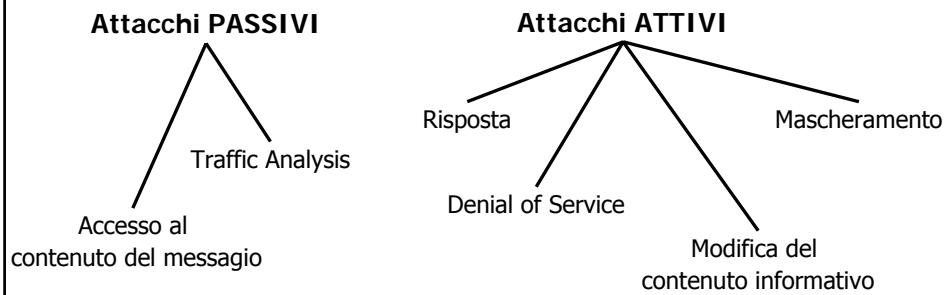 Attacchi PASSIVI
Accesso al
contenuto del messagio
Traffic Analysis
Attacchi ATTIVI
Risposta
Denial of Service
Modifica del
contenuto informativo
Mascheramento